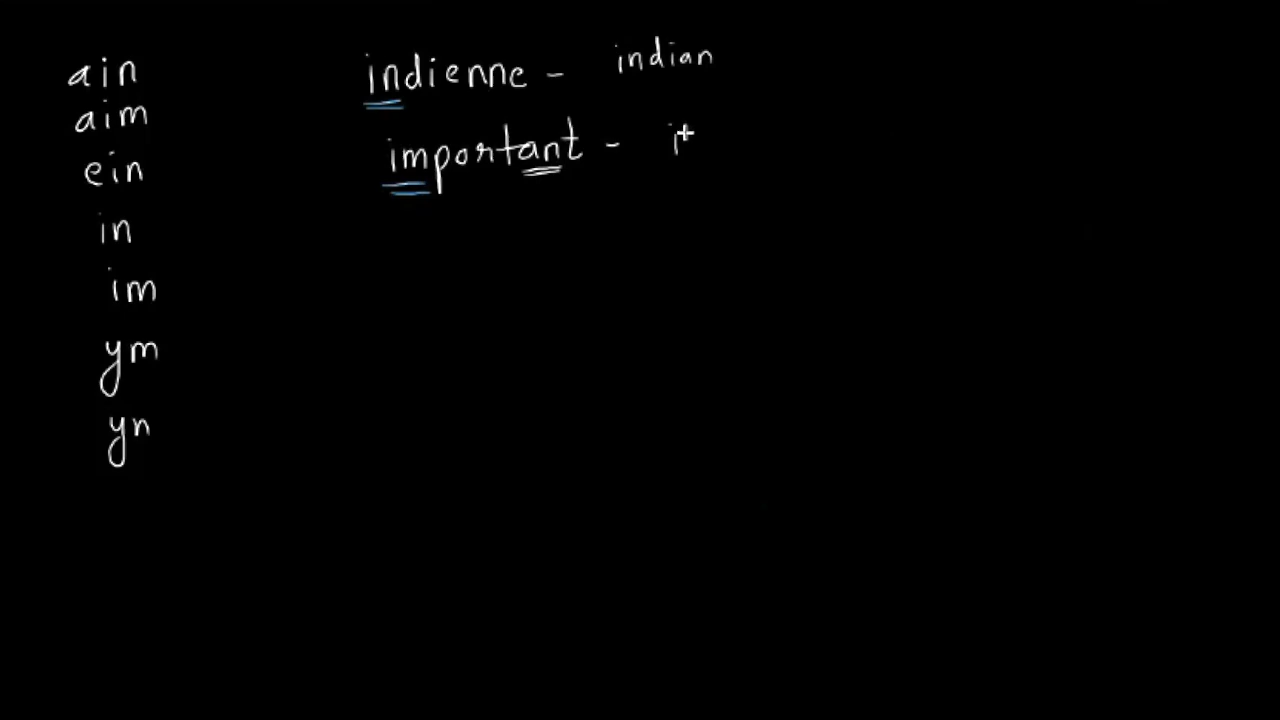 ain
aim
ein
in
im
ym
yn
indienne - indian
important - i